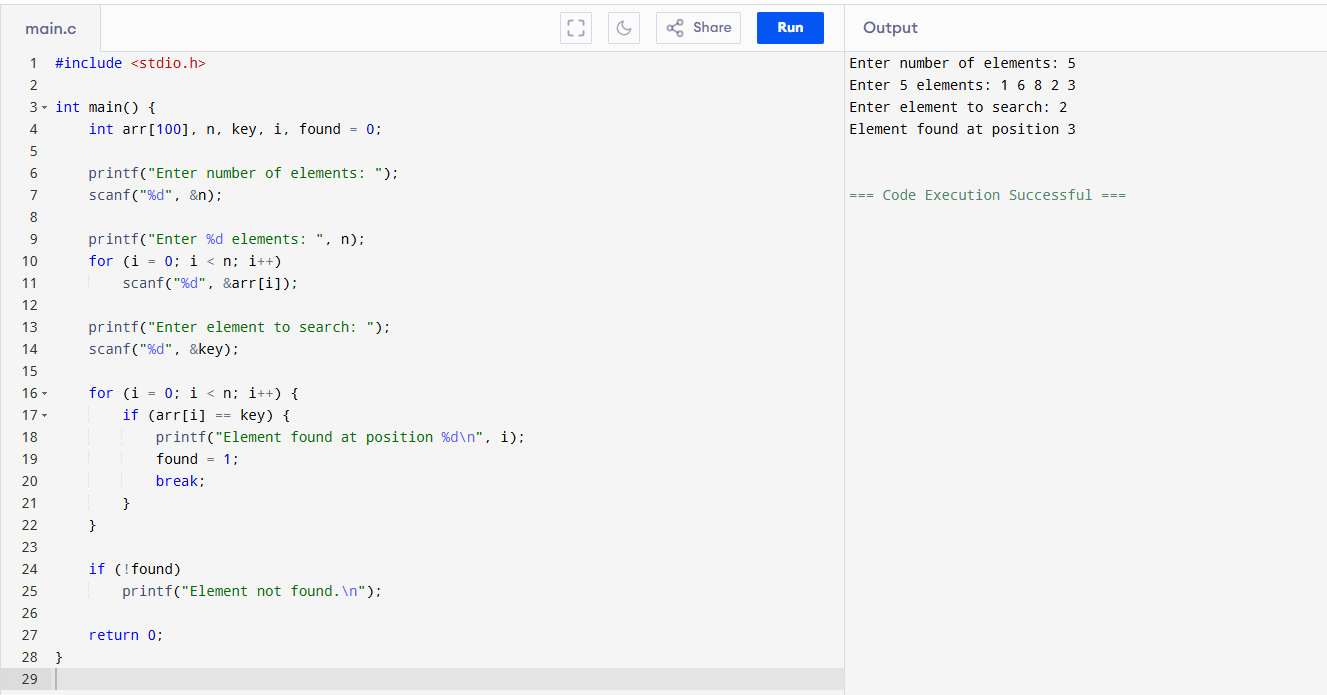 main.c
Share
Run
Output
1 #include <stdio.h>
2
3 int main() {
4     int arr[100], n, key, i, found = 0;
5
6     printf("Enter number of elements: ");
7     scanf("%d", &n);
8
9     printf("Enter %d elements: ", n);
10     for (i = 0; i < n; i++)
11         scanf("%d", &arr[i]);
12
13     printf("Enter element to search: ");
14     scanf("%d", &key);
15
16     for (i = 0; i < n; i++) {
17         if (arr[i] == key) {
18             printf("Element found at position %d\n", i);
19             found = 1;
20             break;
21         }
22     }
23
24     if (!found)
25         printf("Element not found.\n");
26
27     return 0;
28 }
29
Enter number of elements: 5
Enter 5 elements: 1 6 8 2 3
Enter element to search: 2
Element found at position 3
=== Code Execution Successful ===